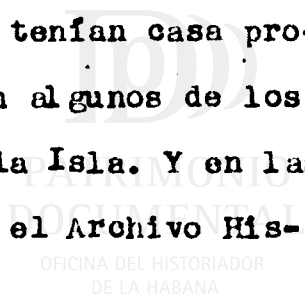 tenían casa pro-
n algunos de los
la Isla. Y en la
el Archivo His-
PATRIMONIO
DOCUMENTAL
OFICINA DEL HISTORIADOR
DE LA HABANA